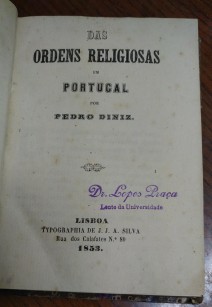 DAS
ORDENS RELIGIOSAS
EM
PORTUGAL
POR
PEDRO DINIZ.
Dr. Lopes Praça
Lente da Universidade
LISBOA
TYPOGRAPHIA DE J. J. A. SILVA
Rua dos Calafates N.º 80
1853.